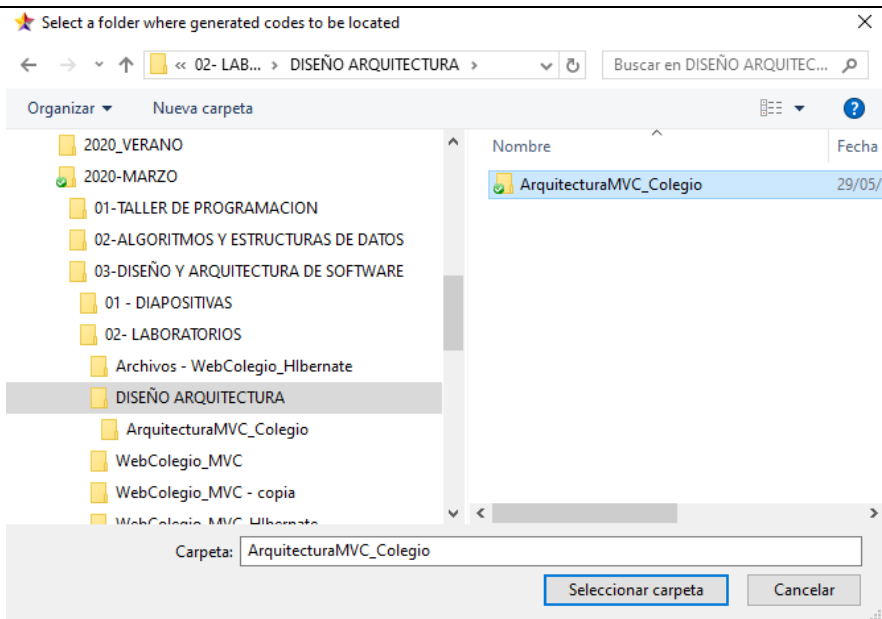 Select a folder where generated codes to be located
« 02- LAB... > DISEÑO ARQUITECTURA >
Buscar en DISEÑO ARQUITEC...
Organizar
Nueva carpeta
2020_VERANO
2020-MARZO
01-TALLER DE PROGRAMACION
02-ALGORITMOS Y ESTRUCTURAS DE DATOS
03-DISEÑO Y ARQUITECTURA DE SOFTWARE
01 - DIAPOSITIVAS
02- LABORATORIOS
Archivos - WebColegio_HIbernate
DISEÑO ARQUITECTURA
ArquitecturaMVC_Colegio
WebColegio_MVC
WebColegio_MVC - copia
WebColegio_MVC_HIbernate
Nombre
Fecha
ArquitecturaMVC_Colegio
29/05/
Carpeta: ArquitecturaMVC_Colegio
Seleccionar carpeta
Cancelar